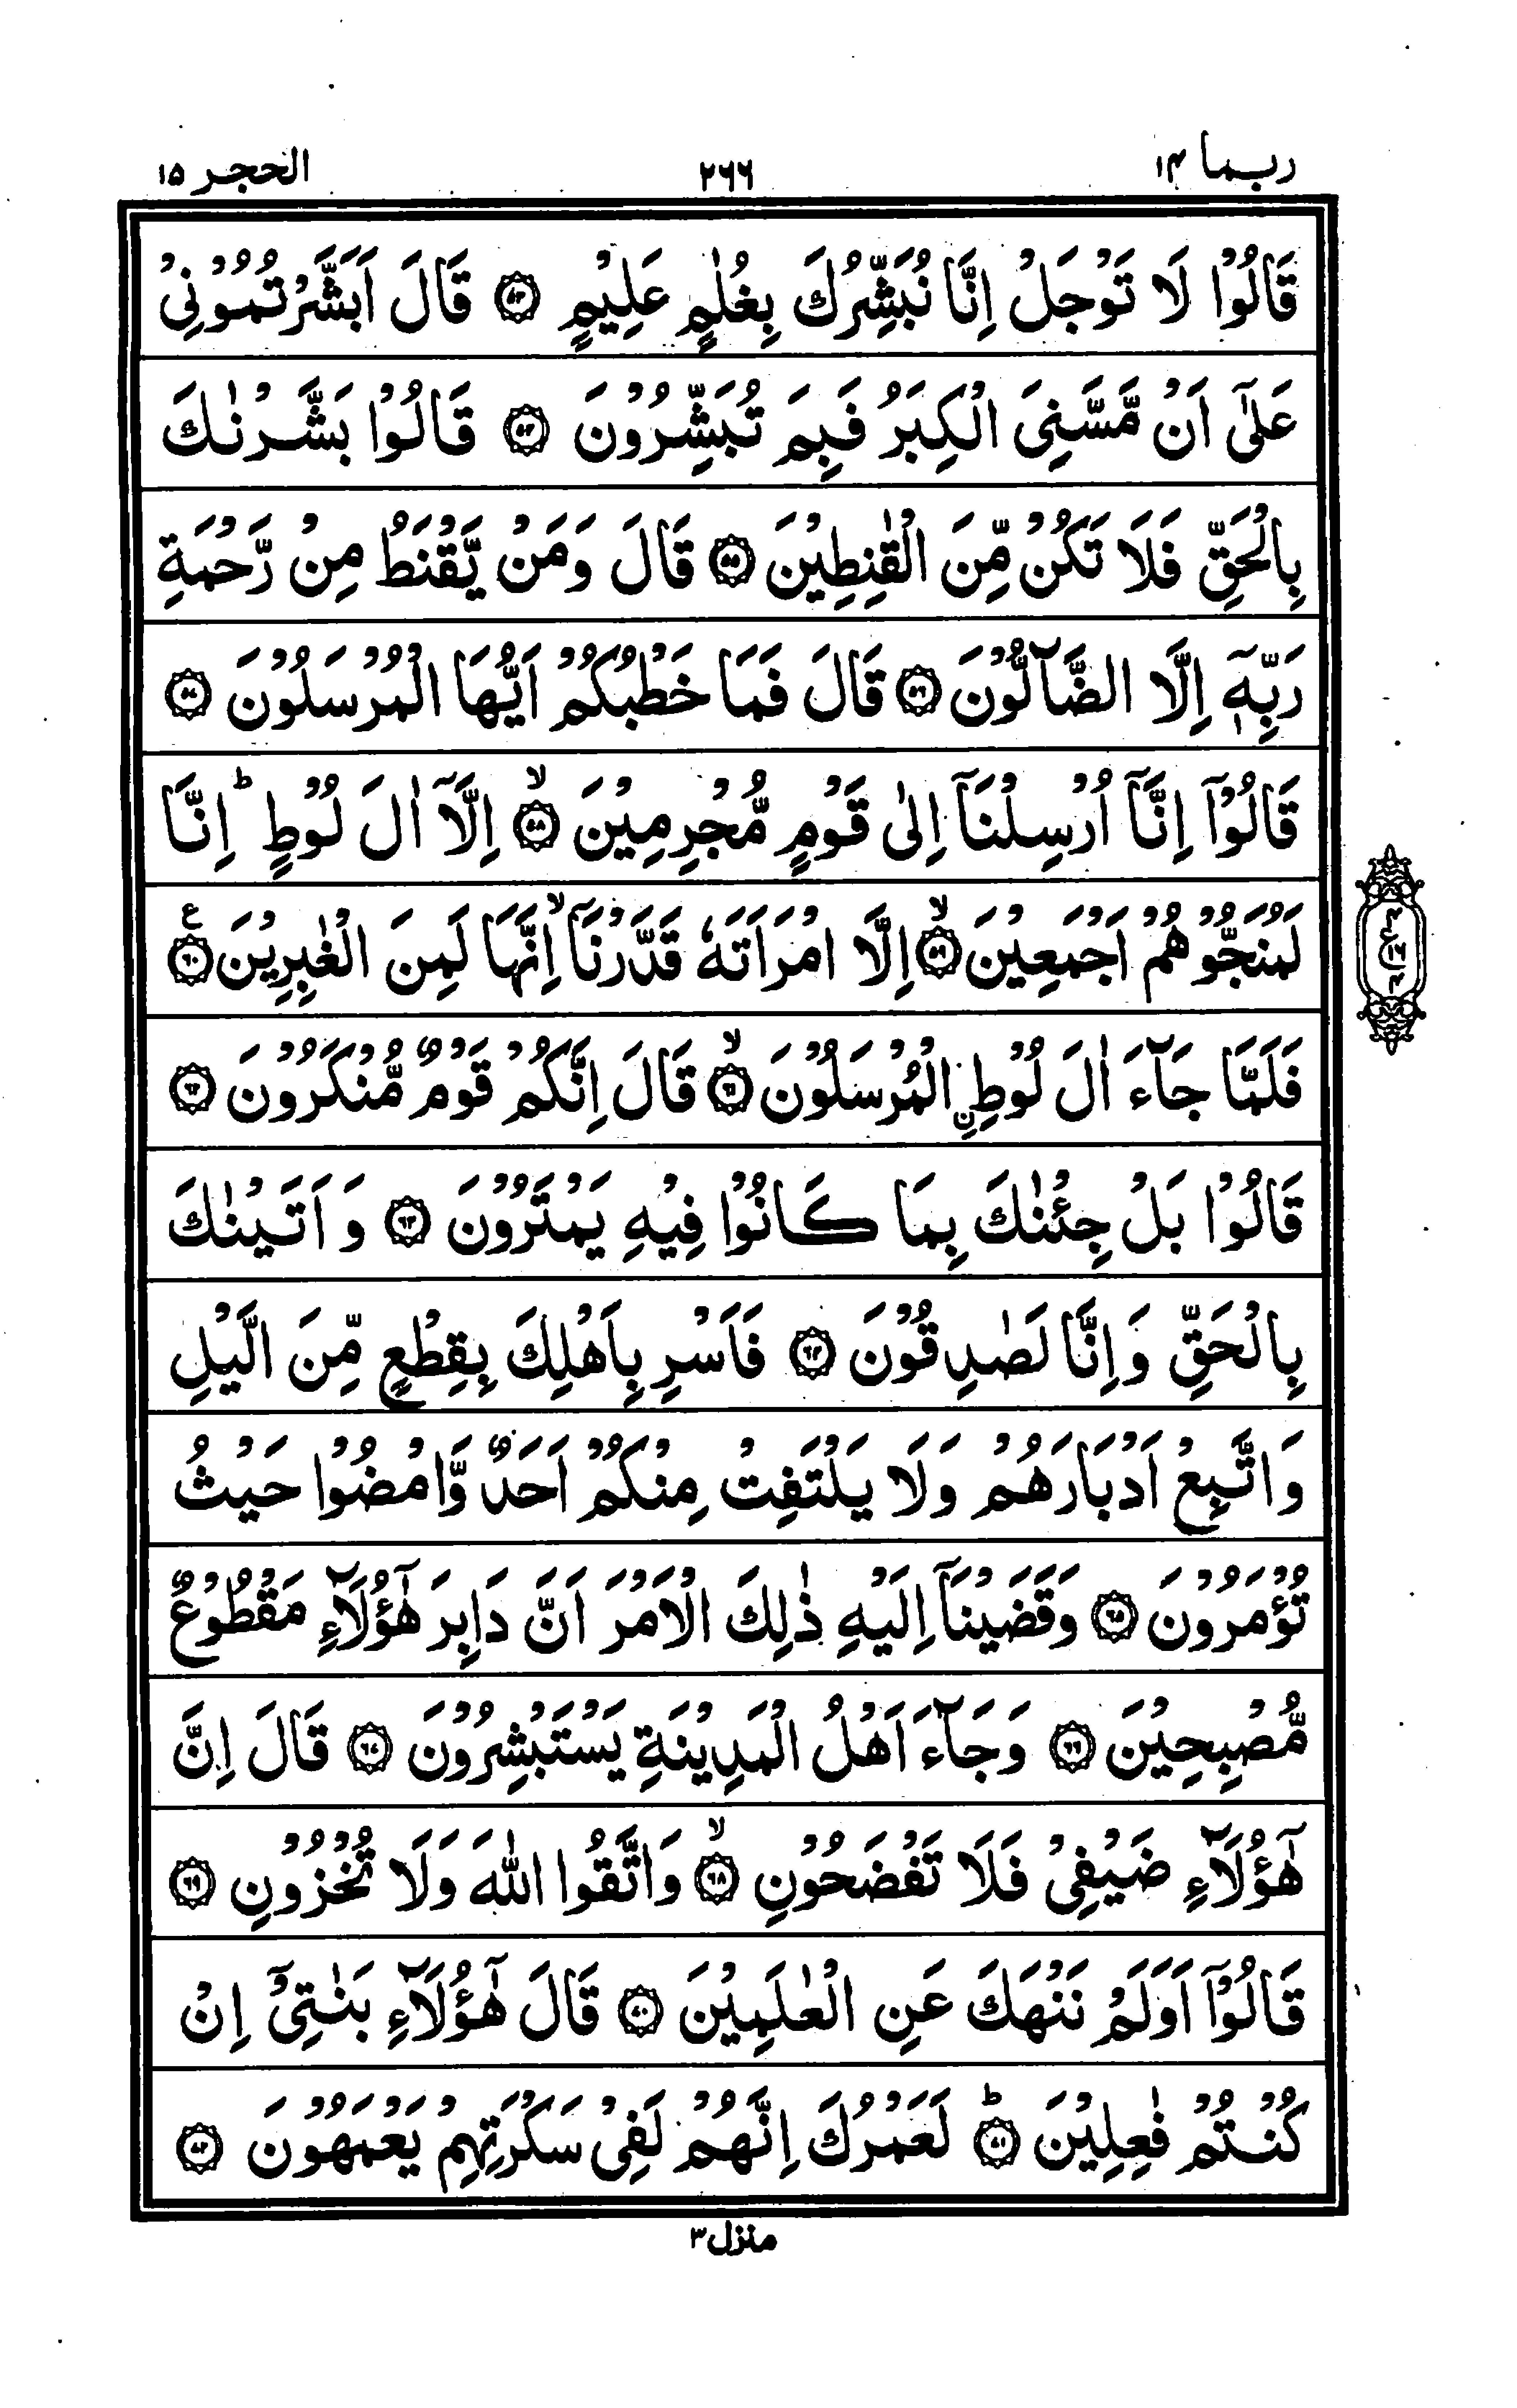 ربما ١٤ ٢٦٦ الحجر ١٥
قَالُوْا لَا تَوْجَلْ اِنَّا نُبَشِّرُكَ بِغُلٰمٍ عَلِيْمٍ ﴿٥٣﴾ قَالَ اَبَشَّرْتُمُوْنِيْ
عَلٰٓى اَنْ مَّسَّنِيَ الْكِبَرُ فَبِمَ تُبَشِّرُوْنَ ﴿٥٤﴾ قَالُوْا بَشَّرْنٰكَ
بِالْحَقِّ فَلَا تَكُنْ مِّنَ الْقٰنِطِيْنَ ﴿٥٥﴾ قَالَ وَمَنْ يَّقْنَطُ مِنْ رَّحْمَةِ
رَبِّهٖٓ اِلَّا الضَّآلُّوْنَ ﴿٥٦﴾ قَالَ فَمَا خَطْبُكُمْ اَيُّهَا الْمُرْسَلُوْنَ ﴿٥٧﴾
قَالُوْٓا اِنَّآ اُرْسِلْنَآ اِلٰى قَوْمٍ مُّجْرِمِيْنَ ۙ﴿٥٨﴾ اِلَّآ اٰلَ لُوْطٍ ؕ اِنَّا
لَمُنَجُّوْهُمْ اَجْمَعِيْنَ ۙ﴿٥٩﴾ اِلَّا امْرَاَتَهٗ قَدَّرْنَآ ۙ اِنَّهَا لَمِنَ الْغٰبِرِيْنَ ﴿٦٠﴾ ع
فَلَمَّا جَآءَ اٰلَ لُوْطِ ِۨ الْمُرْسَلُوْنَ ۙ﴿٦١﴾ قَالَ اِنَّكُمْ قَوْمٌ مُّنْكَرُوْنَ ﴿٦٢﴾
قَالُوْا بَلْ جِئْنٰكَ بِمَا كَانُوْا فِيْهِ يَمْتَرُوْنَ ﴿٦٣﴾ وَاَتَيْنٰكَ
بِالْحَقِّ وَاِنَّا لَصٰدِقُوْنَ ﴿٦٤﴾ فَاَسْرِ بِاَهْلِكَ بِقِطْعٍ مِّنَ الَّيْلِ
وَاتَّبِعْ اَدْبَارَهُمْ وَلَا يَلْتَفِتْ مِنْكُمْ اَحَدٌ وَّامْضُوْا حَيْثُ
تُؤْمَرُوْنَ ﴿٦٥﴾ وَقَضَيْنَآ اِلَيْهِ ذٰلِكَ الْاَمْرَ اَنَّ دَابِرَ هٰٓؤُلَآءِ مَقْطُوْعٌ
مُّصْبِحِيْنَ ﴿٦٦﴾ وَجَآءَ اَهْلُ الْمَدِيْنَةِ يَسْتَبْشِرُوْنَ ﴿٦٧﴾ قَالَ اِنَّ
هٰٓؤُلَآءِ ضَيْفِيْ فَلَا تَفْضَحُوْنِ ۙ﴿٦٨﴾ وَاتَّقُوا اللّٰهَ وَلَا تُخْزُوْنِ ﴿٦٩﴾
قَالُوْٓا اَوَلَمْ نَنْهَكَ عَنِ الْعٰلَمِيْنَ ﴿٧٠﴾ قَالَ هٰٓؤُلَآءِ بَنٰتِيْٓ اِنْ
كُنْتُمْ فٰعِلِيْنَ ؕ﴿٧١﴾ لَعَمْرُكَ اِنَّهُمْ لَفِيْ سَكْرَتِهِمْ يَعْمَهُوْنَ ﴿٧٢﴾
منزل ٣